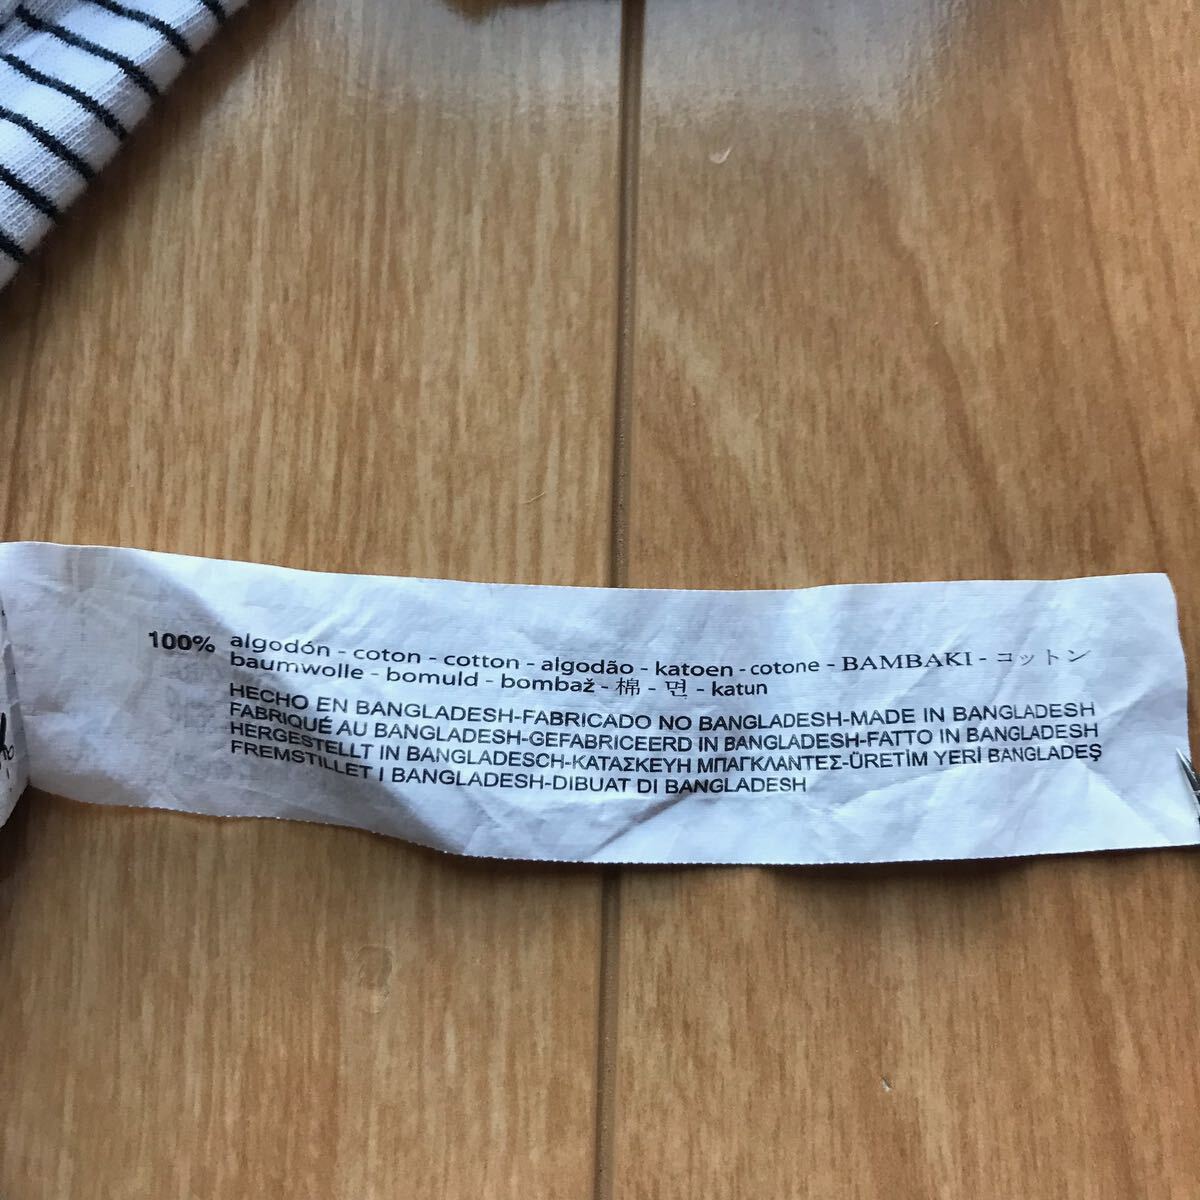 100% algodón - coton - cotton - algodão - katoen - cotone - BAMBAKI - コットン
baumwolle - bomuld - bombaž - 棉 - 면 - katun
HECHO EN BANGLADESH-FABRICADO NO BANGLADESH-MADE IN BANGLADESH
FABRIQUÉ AU BANGLADESH-GEFABRICEERD IN BANGLADESH-FATTO IN BANGLADESH
HERGESTELLT IN BANGLADESCH-ΚΑΤΑΣΚΕΥΗ ΜΠΑΓΚΛΑΝΤΕΣ-ÜRETİM YERİ BANGLADEŞ
FREMSTILLET I BANGLADESH-DIBUAT DI BANGLADESH